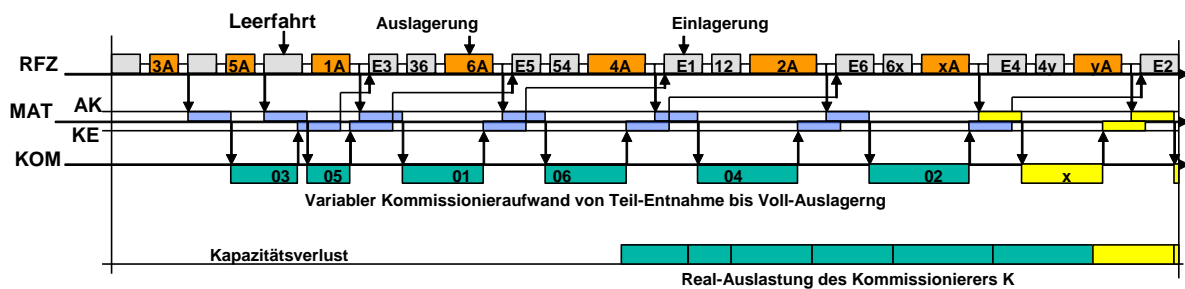 Leerfahrt Auslagerung Einlagerung
RFZ 3A 5A 1A E3 36 6A E5 54 4A E1 12 2A E6 6x xA E4 4y yA E2
AK
MAT
KE
KOM 03 05 01 06 04 02 x
Variabler Kommissionieraufwand von Teil-Entnahme bis Voll-Auslagerng
Kapazitätsverlust
Real-Auslastung des Kommissionierers K